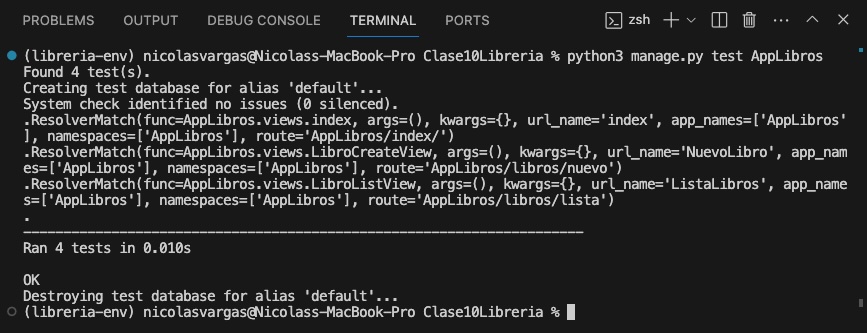 PROBLEMS OUTPUT DEBUG CONSOLE TERMINAL PORTS zsh
(libreria-env) nicolasvargas@Nicolass-MacBook-Pro Clase10Libreria % python3 manage.py test AppLibros
Found 4 test(s).
Creating test database for alias 'default'...
System check identified no issues (0 silenced).
.ResolverMatch(func=AppLibros.views.index, args=(), kwargs={}, url_name='index', app_names=['AppLibros'
], namespaces=['AppLibros'], route='AppLibros/index/')
.ResolverMatch(func=AppLibros.views.LibroCreateView, args=(), kwargs={}, url_name='NuevoLibro', app_nam
es=['AppLibros'], namespaces=['AppLibros'], route='AppLibros/libros/nuevo')
.ResolverMatch(func=AppLibros.views.LibroListView, args=(), kwargs={}, url_name='ListaLibros', app_name
s=['AppLibros'], namespaces=['AppLibros'], route='AppLibros/libros/lista')
.
----------------------------------------------------------------------
Ran 4 tests in 0.010s
OK
Destroying test database for alias 'default'...
(libreria-env) nicolasvargas@Nicolass-MacBook-Pro Clase10Libreria %